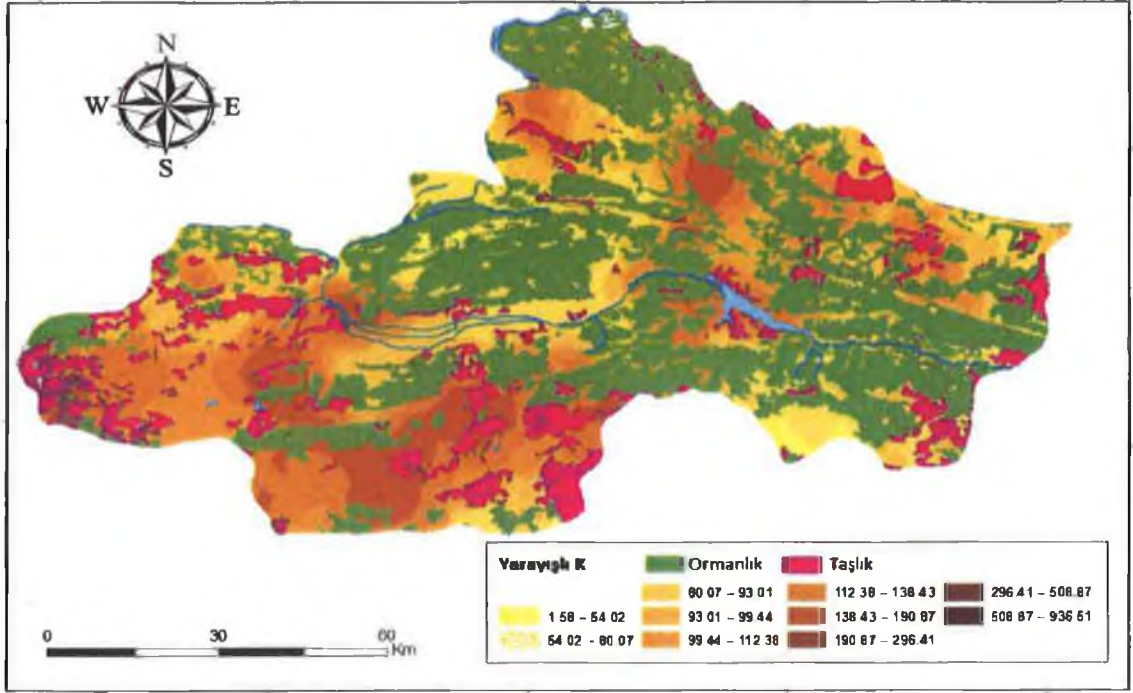 N
W E
S
Yarayışlı K Ormanlık Taşlık
80 07 – 93 01 112 38 – 138 43 296.41 – 508.87
1 58 – 54 02 93 01 – 99 44 138 43 – 190 87 508 87 – 936 51
54 02 - 80 07 99 44 – 112 38 190 87 – 296.41
0 30 60
Km